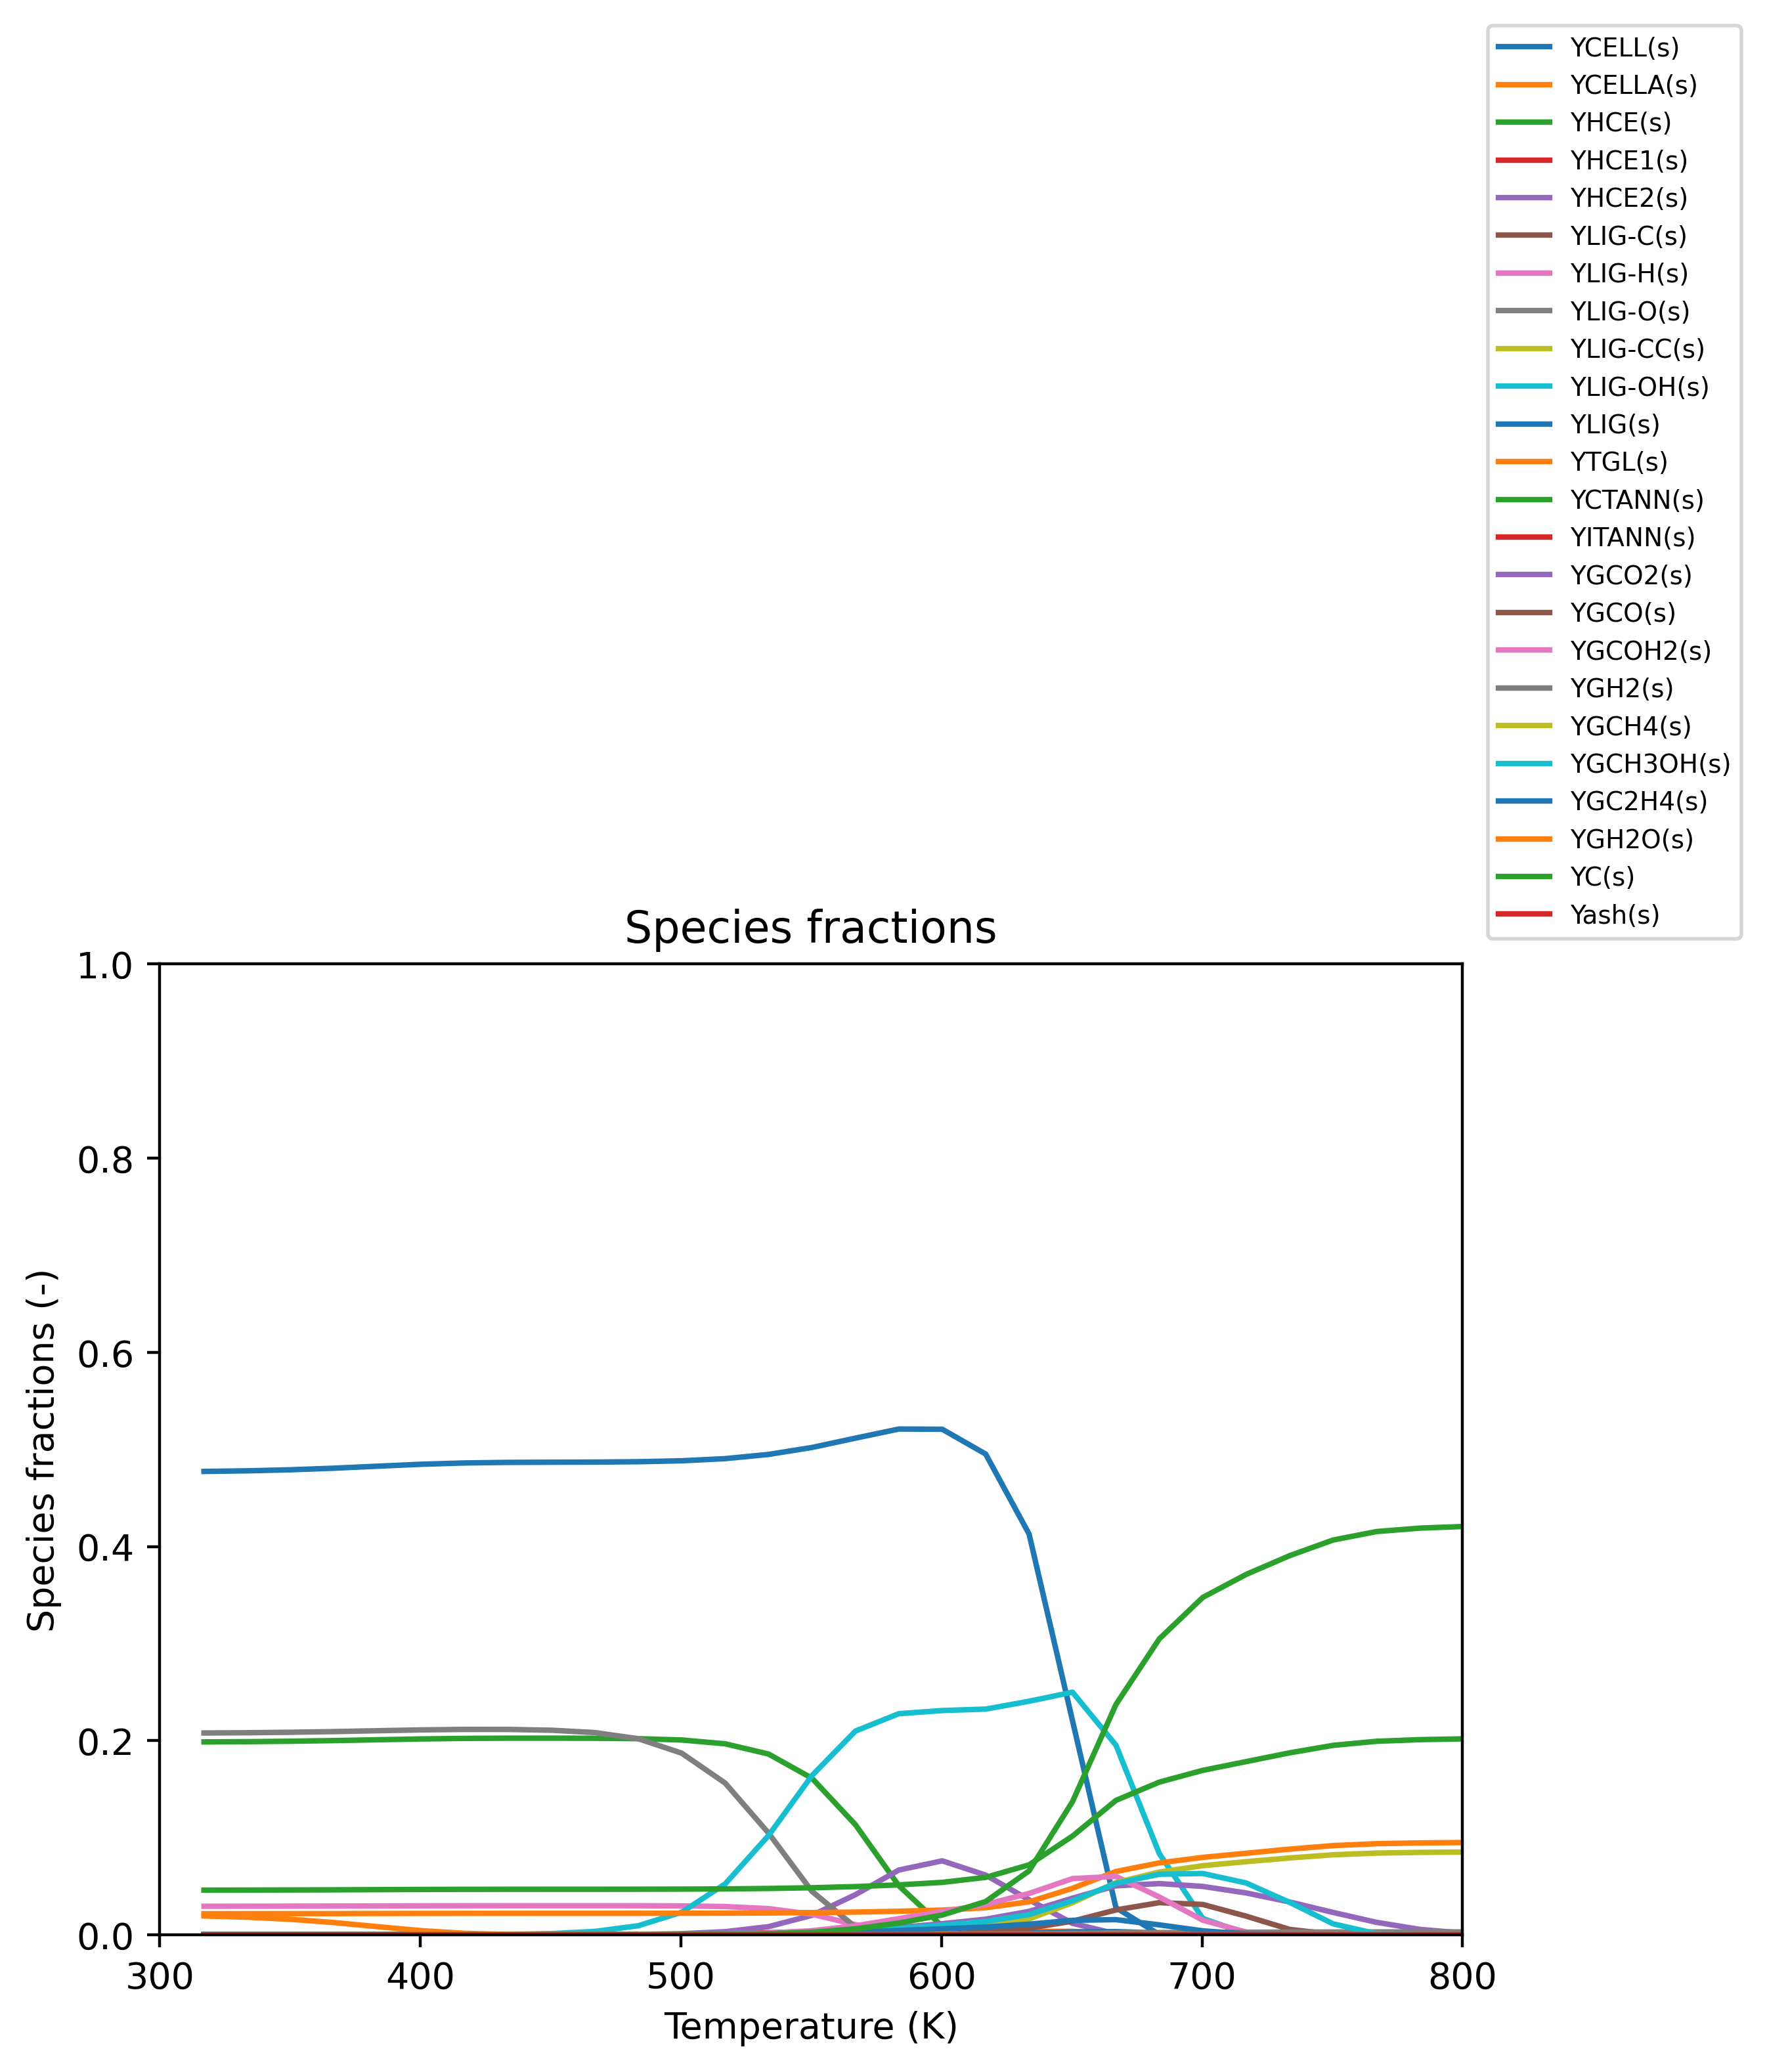 YCELL(s)
YCELLA(s)
YHCE(s)
YHCE1(s)
YHCE2(s)
YLIG-C(s)
YLIG-H(s)
YLIG-O(s)
YLIG-CC(s)
YLIG-OH(s)
YLIG(s)
YTGL(s)
YCTANN(s)
YITANN(s)
YGCO2(s)
YGCO(s)
YGCOH2(s)
YGH2(s)
YGCH4(s)
YGCH3OH(s)
YGC2H4(s)
YGH2O(s)
YC(s)
Yash(s)
Species fractions
1.0
0.8
0.6
0.4
0.2
0.0
Species fractions (-)
300 400 500 600 700 800
Temperature (K)